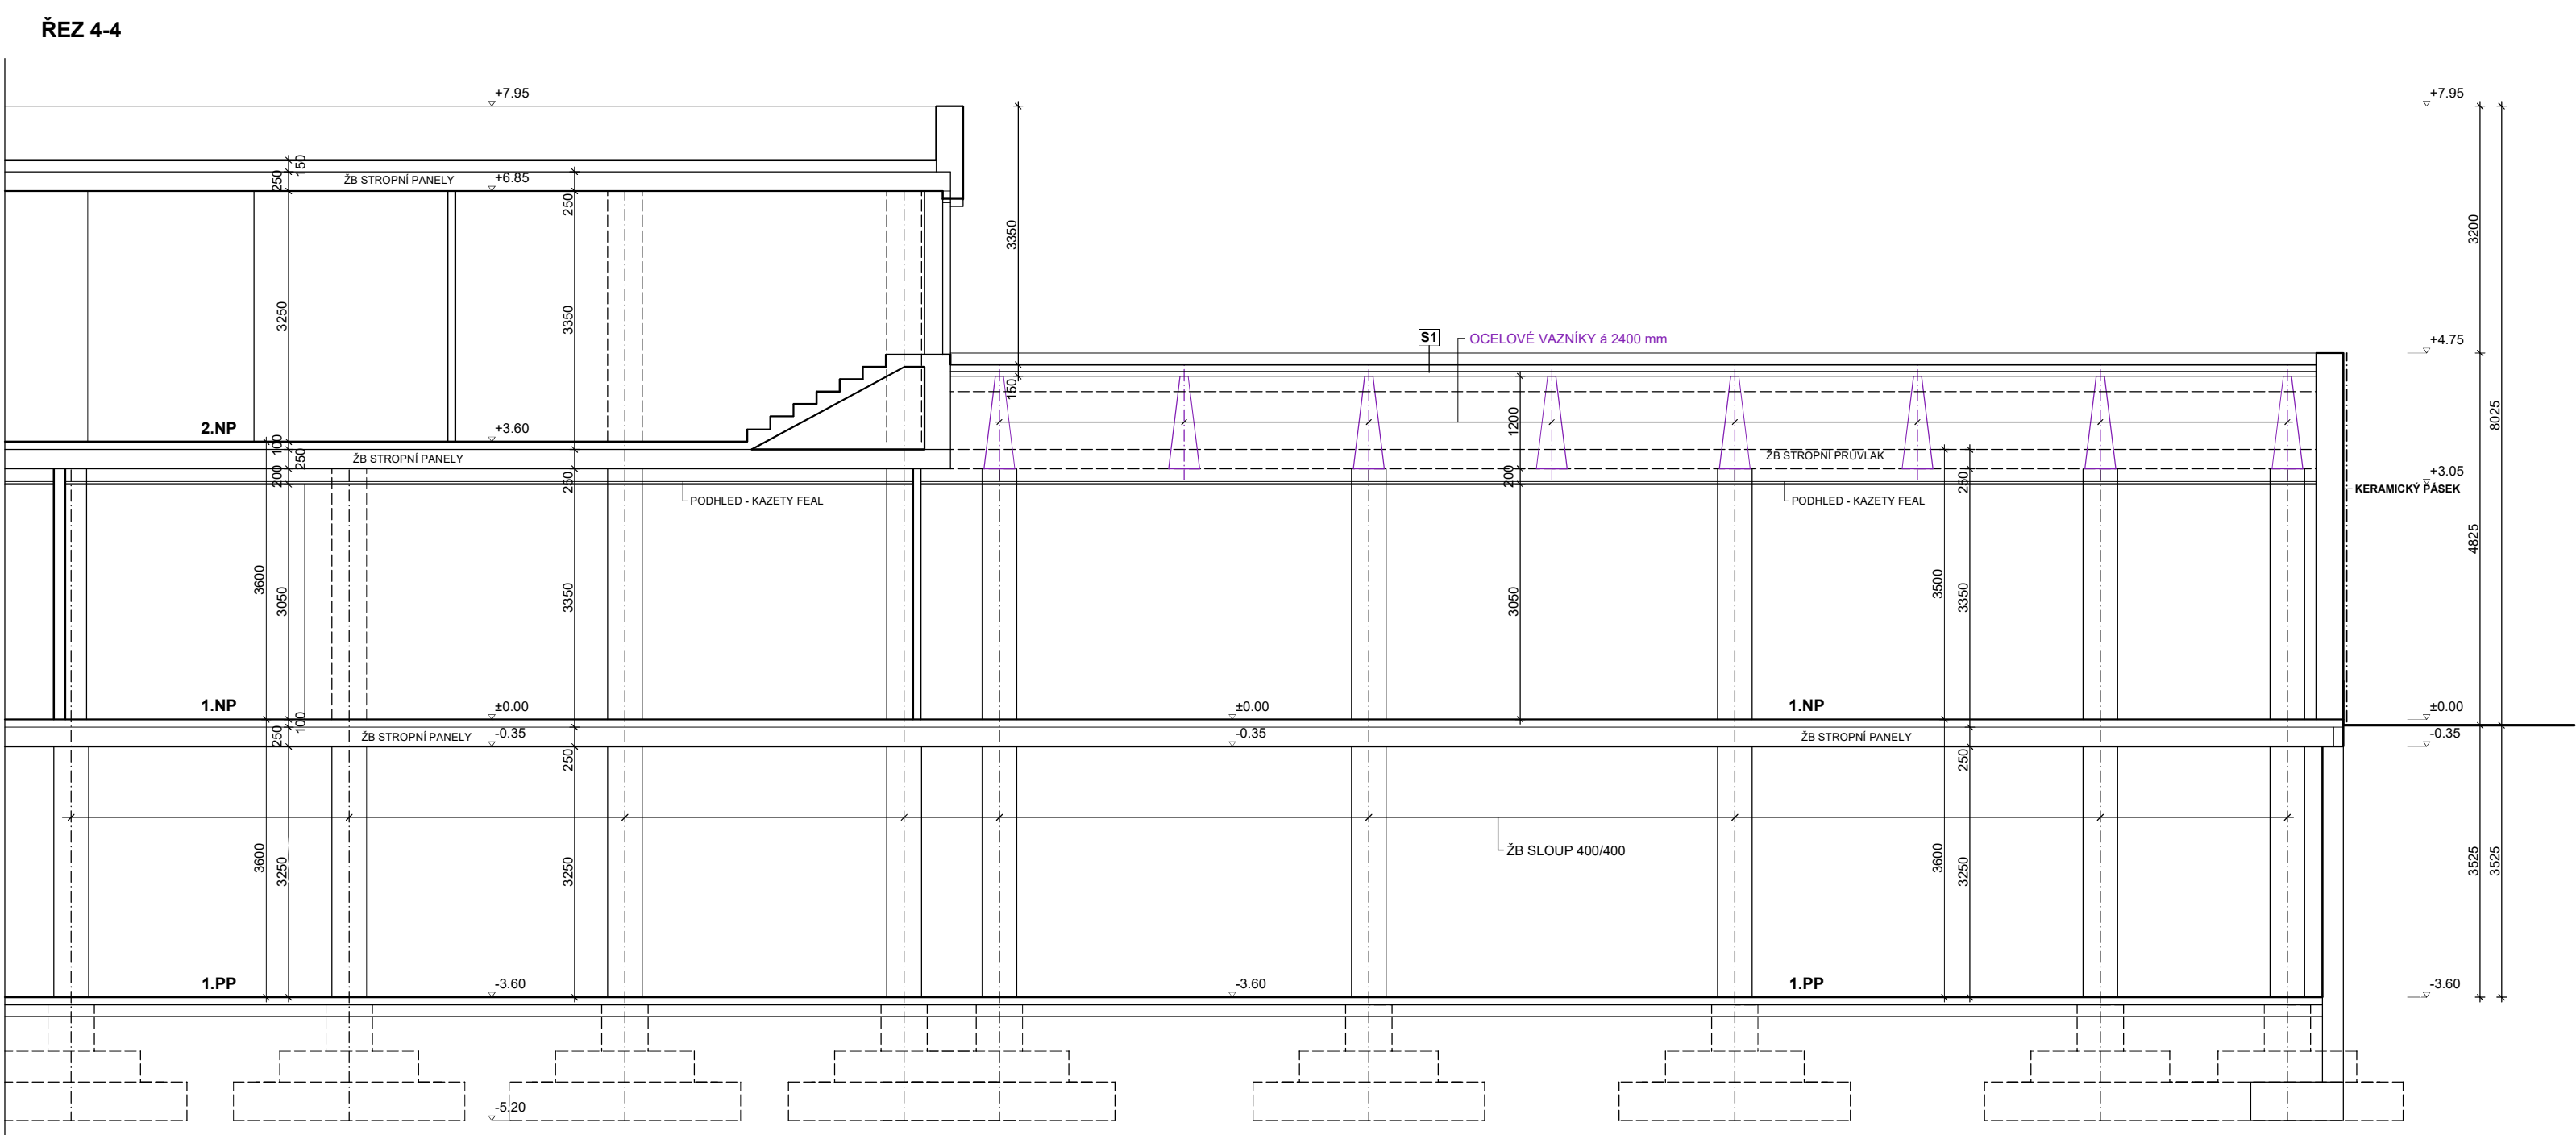 ŘEZ 4-4
+7.95
+7.95
150
250
ŽB STROPNÍ PANELY
+6.85
250
3350
3200
3250
3350
S1
OCELOVÉ VAZNÍKY á 2400 mm
+4.75
150
1200
8025
2.NP
+3.60
100
250
ŽB STROPNÍ PANELY
ŽB STROPNÍ PRŮVLAK
200
250
200
250
+3.05
PODHLED - KAZETY FEAL
PODHLED - KAZETY FEAL
KERAMICKÝ PÁSEK
4825
3600
3050
3350
3050
3500
3350
1.NP
±0.00
±0.00
1.NP
±0.00
100
250
ŽB STROPNÍ PANELY
-0.35
-0.35
ŽB STROPNÍ PANELY
-0.35
250
250
ŽB SLOUP 400/400
3600
3250
3250
3600
3250
3525
3525
1.PP
-3.60
-3.60
1.PP
-3.60
-5.20